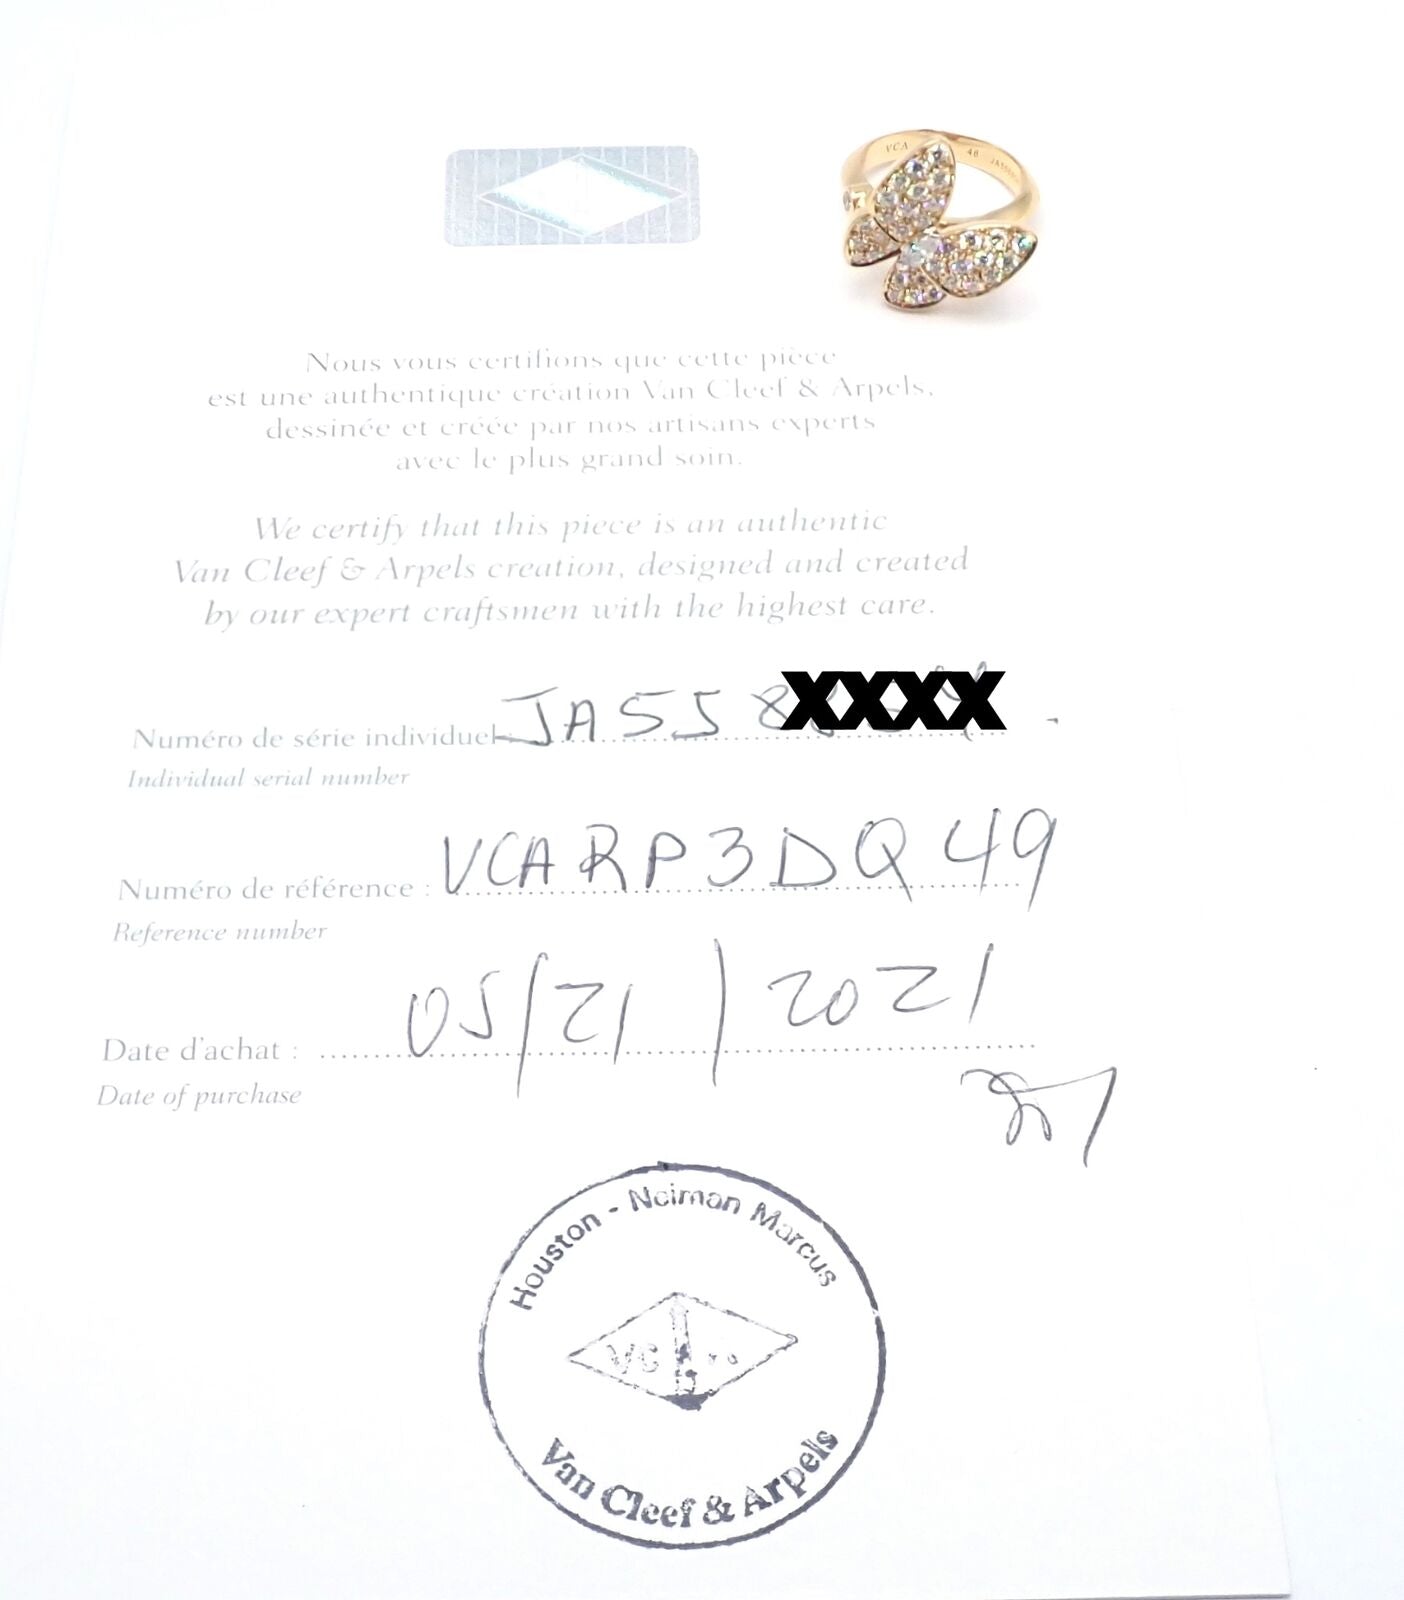 VCA 48
Nous vous certifions que cette pièce
est une authentique création Van Cleef & Arpels,
dessinée et créée par nos artisans experts
avec le plus grand soin.
We certify that this piece is an authentic
Van Cleef & Arpels creation, designed and created
by our expert craftsmen with the highest care.
Numéro de série individuel JA558XXXX
Individual serial number
Numéro de référence : VCARP3DQ49
Reference number
Date d'achat : 05/21/2021
Date of purchase
Houston - Neiman Marcus
VC
Van Cleef & Arpels